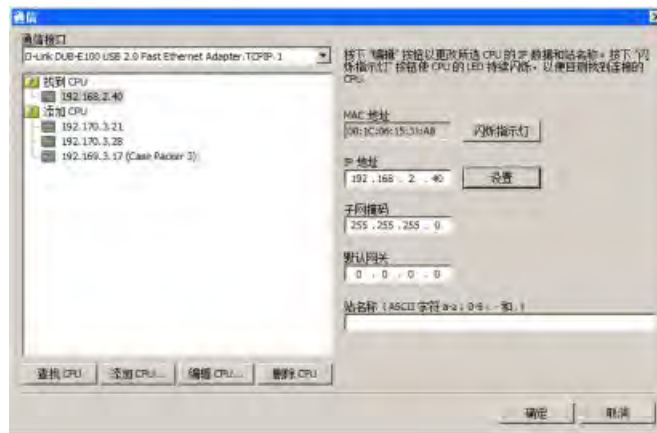 通信
通信接口
D-Link DUB-E100 USB 2.0 Fast Ethernet Adapter.TCPIP.1
找到 CPU
192.168.2.40
添加 CPU
192.170.3.21
192.170.3.28
192.169.3.17 (Case Packer 3)
查找 CPU
添加 CPU...
编辑 CPU...
删除 CPU
按下 "编辑" 按钮以更改所选 CPU 的 IP 数据和站名称。按下 "闪
烁指示灯" 按钮使 CPU 的 LED 持续闪烁，以便目测找到连接的
CPU。
MAC 地址
闪烁指示灯
IP 地址
192 . 168 . 2 . 40
设置
子网掩码
255 . 255 . 255 . 0
默认网关
0 . 0 . 0 . 0
站名称（ASCII 字符 a-z；0-9；- 和 .）
确定
取消